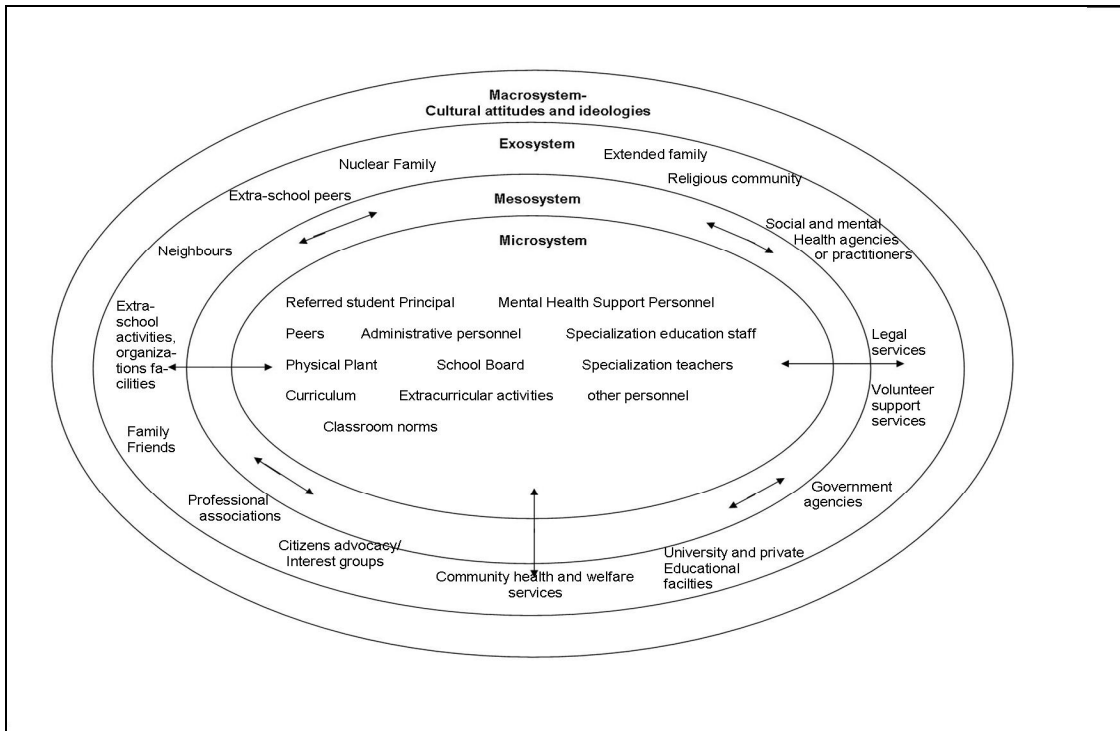 Macrosystem-
Cultural attitudes and ideologies
Exosystem
Nuclear Family
Extended family
Religious community
Extra-school peers
Mesosystem
Social and mental
Health agencies
or practitioners
Neighbours
Microsystem
Extra-
school
activities,
organiza-
tions fa-
cilities
Referred student Principal
Mental Health Support Personnel
Peers
Administrative personnel
Specialization education staff
Physical Plant
School Board
Specialization teachers
Curriculum
Extracurricular activities
other personnel
Classroom norms
Legal
services
Volunteer
support
services
Family
Friends
Professional
associations
Government
agencies
Citizens advocacy/
Interest groups
Community health and welfare
services
University and private
Educational
facilties